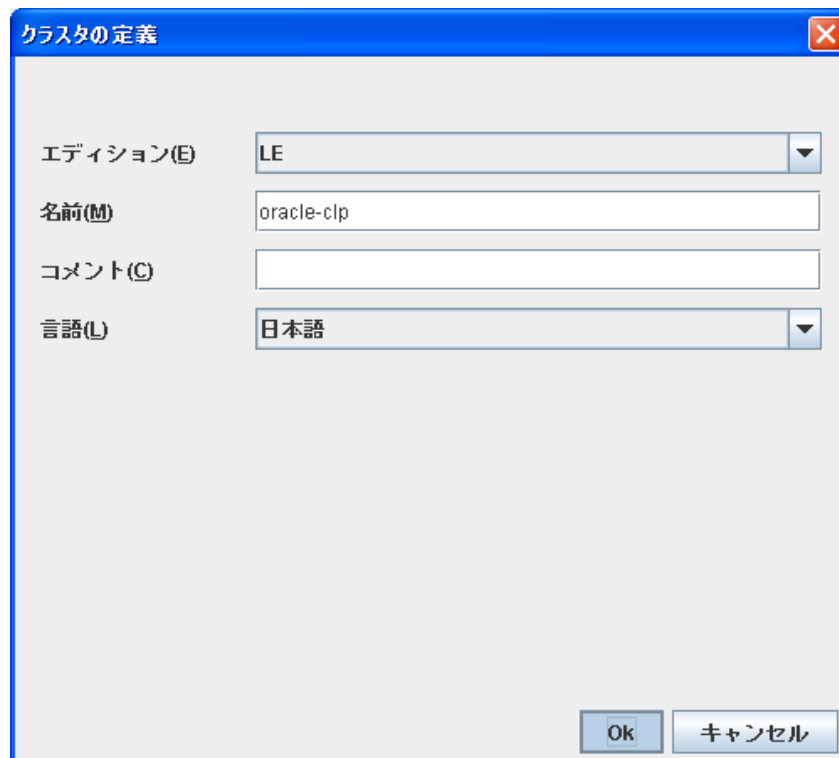 クラスタの定義
エディション(E) LE
名前(M) oracle-clp
コメント(C)
言語(L) 日本語
Ok キャンセル